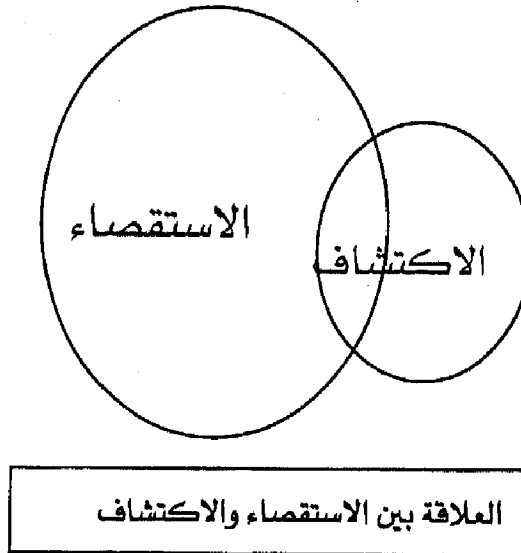 الاستقصاء
الاكتشاف
العلاقة بين الاستقصاء والاكتشاف